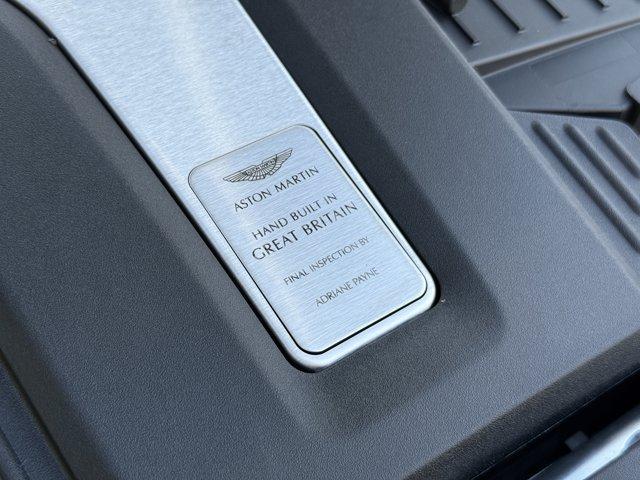 ASTON MARTIN
HAND BUILT IN
GREAT BRITAIN
FINAL INSPECTION BY
ADRIANE PAYNE